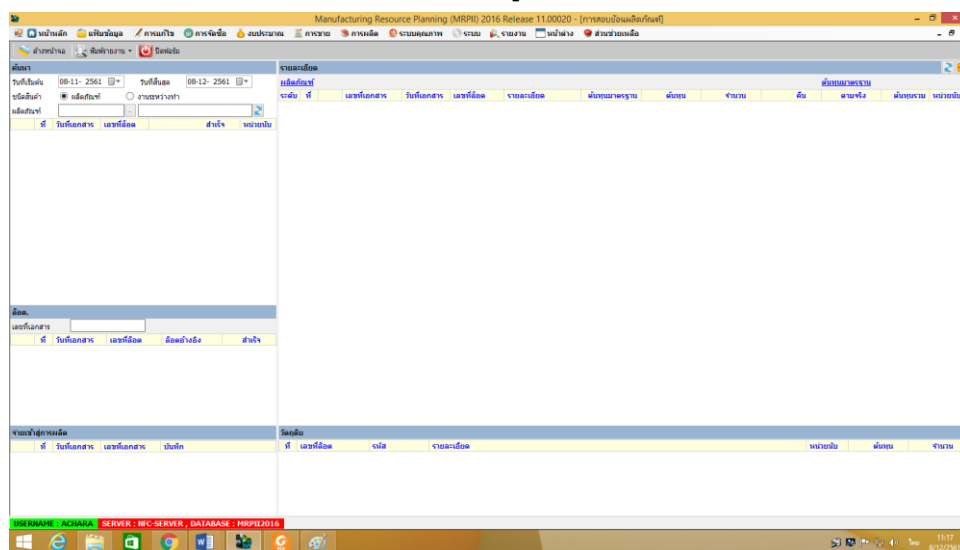 Manufacturing Resource Planning (MRPII) 2016 Release 11.00020 - [การสอบย้อนผลิตภัณฑ์]
หน้าหลัก แฟ้มข้อมูล การแก้ไข การจัดซื้อ งบประมาณ การขาย การผลิต ระบบคุณภาพ ระบบ รายงาน หน้าต่าง ส่วนช่วยเหลือ
ล้างหน้าจอ พิมพ์รายงาน ปิดฟอร์ม
ค้นหา
วันที่เริ่มต้น 08-11- 2561 วันที่สิ้นสุด 08-12- 2561
ชนิดสินค้า ผลิตภัณฑ์ งานระหว่างทำ
ผลิตภัณฑ์
ที่ วันที่เอกสาร เลขที่ล็อต สำเร็จ หน่วยนับ
รายละเอียด
ผลิตภัณฑ์ ต้นทุนมาตรฐาน
ระดับ ที่ เลขที่เอกสาร วันที่เอกสาร เลขที่ล็อต รายละเอียด ต้นทุนมาตรฐาน ต้นทุน จำนวน คืน ตามจริง ต้นทุนรวม หน่วยนับ
ล็อต.
เลขที่เอกสาร
ที่ วันที่เอกสาร เลขที่ล็อต ล็อตอ้างอิง สำเร็จ
จ่ายเข้าสู่การผลิต
ที่ วันที่เอกสาร เลขที่เอกสาร บันทึก
วัตถุดิบ
ที่ เลขที่ล็อต รหัส รายละเอียด หน่วยนับ ต้นทุน จำนวน
USERNAME : ACHARA SERVER : NFC-SERVER , DATABASE : MRPII2016
ไทย 11:17
8/12/2561